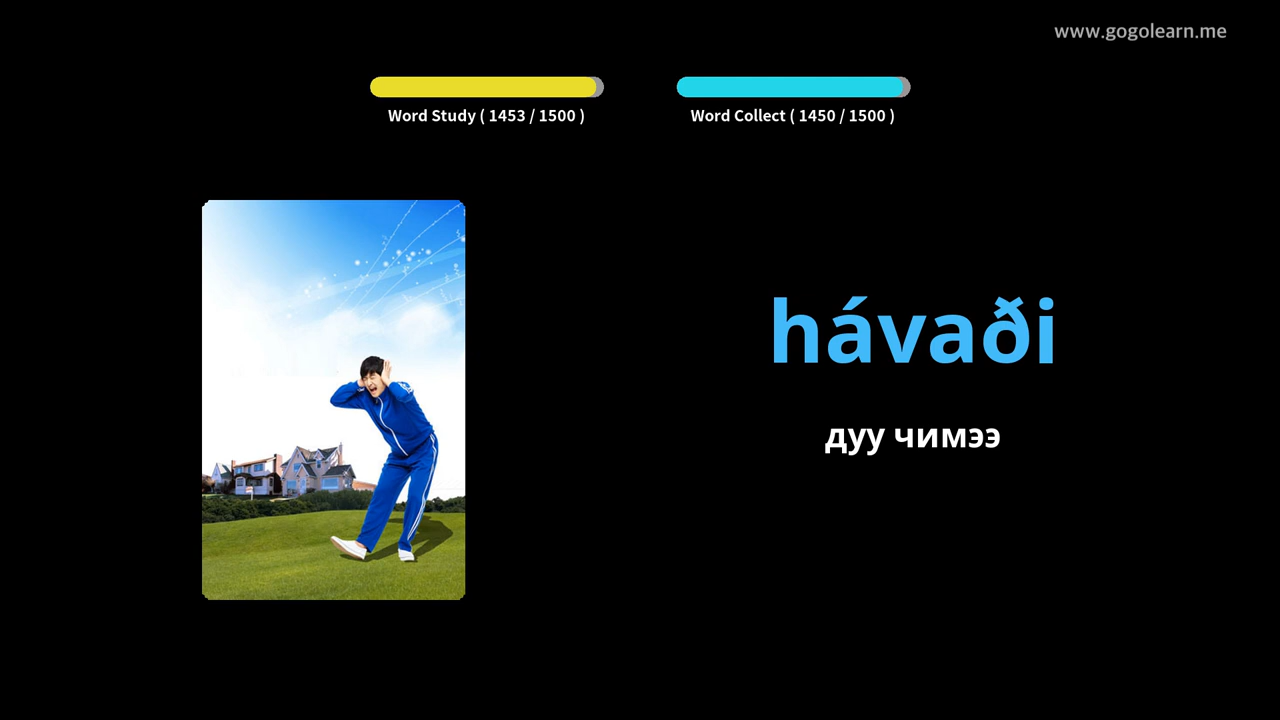 www.gogolearn.me
Word Study ( 1453 / 1500 )
Word Collect ( 1450 / 1500 )
hávaði
дуу чимээ